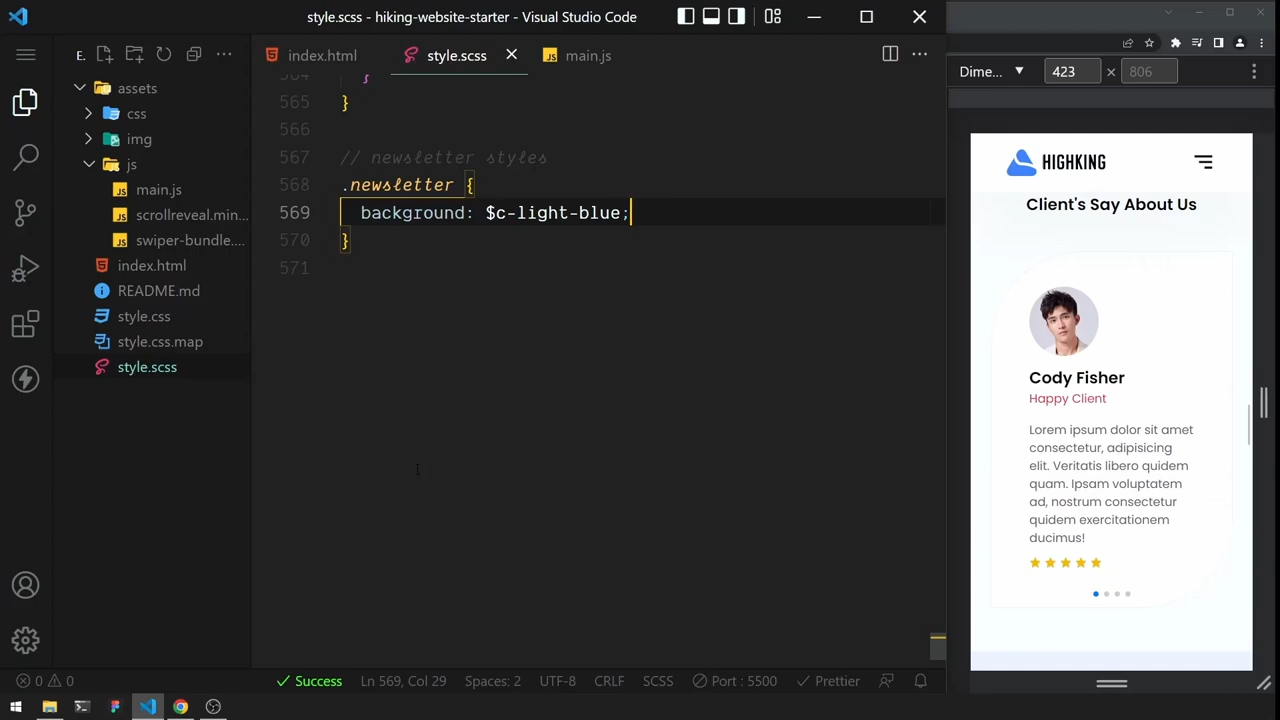 style.scss - hiking-website-starter - Visual Studio Code
E.
index.html
style.scss
main.js
assets
css
img
js
main.js
scrollreveal.min...
swiper-bundle....
index.html
README.md
style.css
style.css.map
style.scss
564 }
565 }
566
567 // newsletter styles
568 .newsletter {
569 background: $c-light-blue;
570 }
571
0 0
Success
Ln 569, Col 29
Spaces: 2
UTF-8
CRLF
SCSS
Port : 5500
Prettier
Dime...
423
×
806
HIGHKING
Client's Say About Us
Cody Fisher
Happy Client
Lorem ipsum dolor sit amet
consectetur, adipisicing
elit. Veritatis libero quidem
quam. Ipsam voluptatem
ad, nostrum consectetur
quidem exercitationem
ducimus!